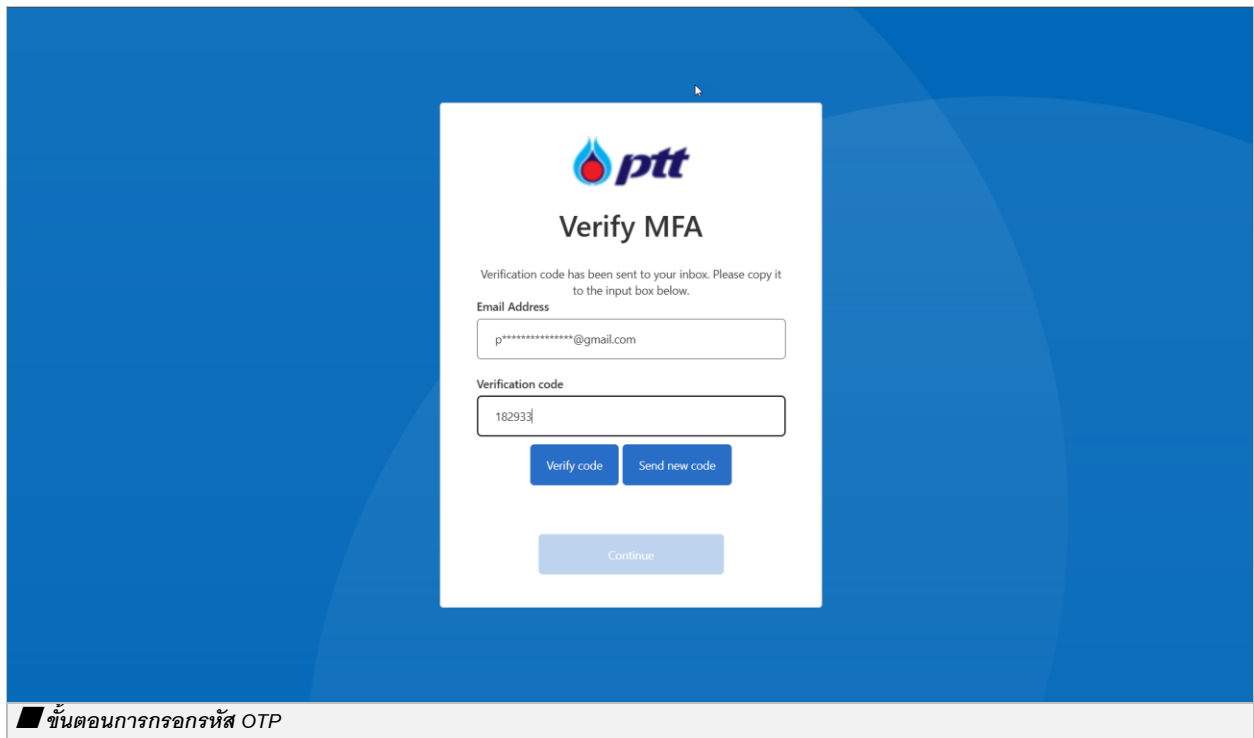 ptt
Verify MFA
Verification code has been sent to your inbox. Please copy it
to the input box below.
Email Address
p***************@gmail.com
Verification code
182933
Verify code Send new code
Continue
ขั้นตอนการกรอกรหัส OTP